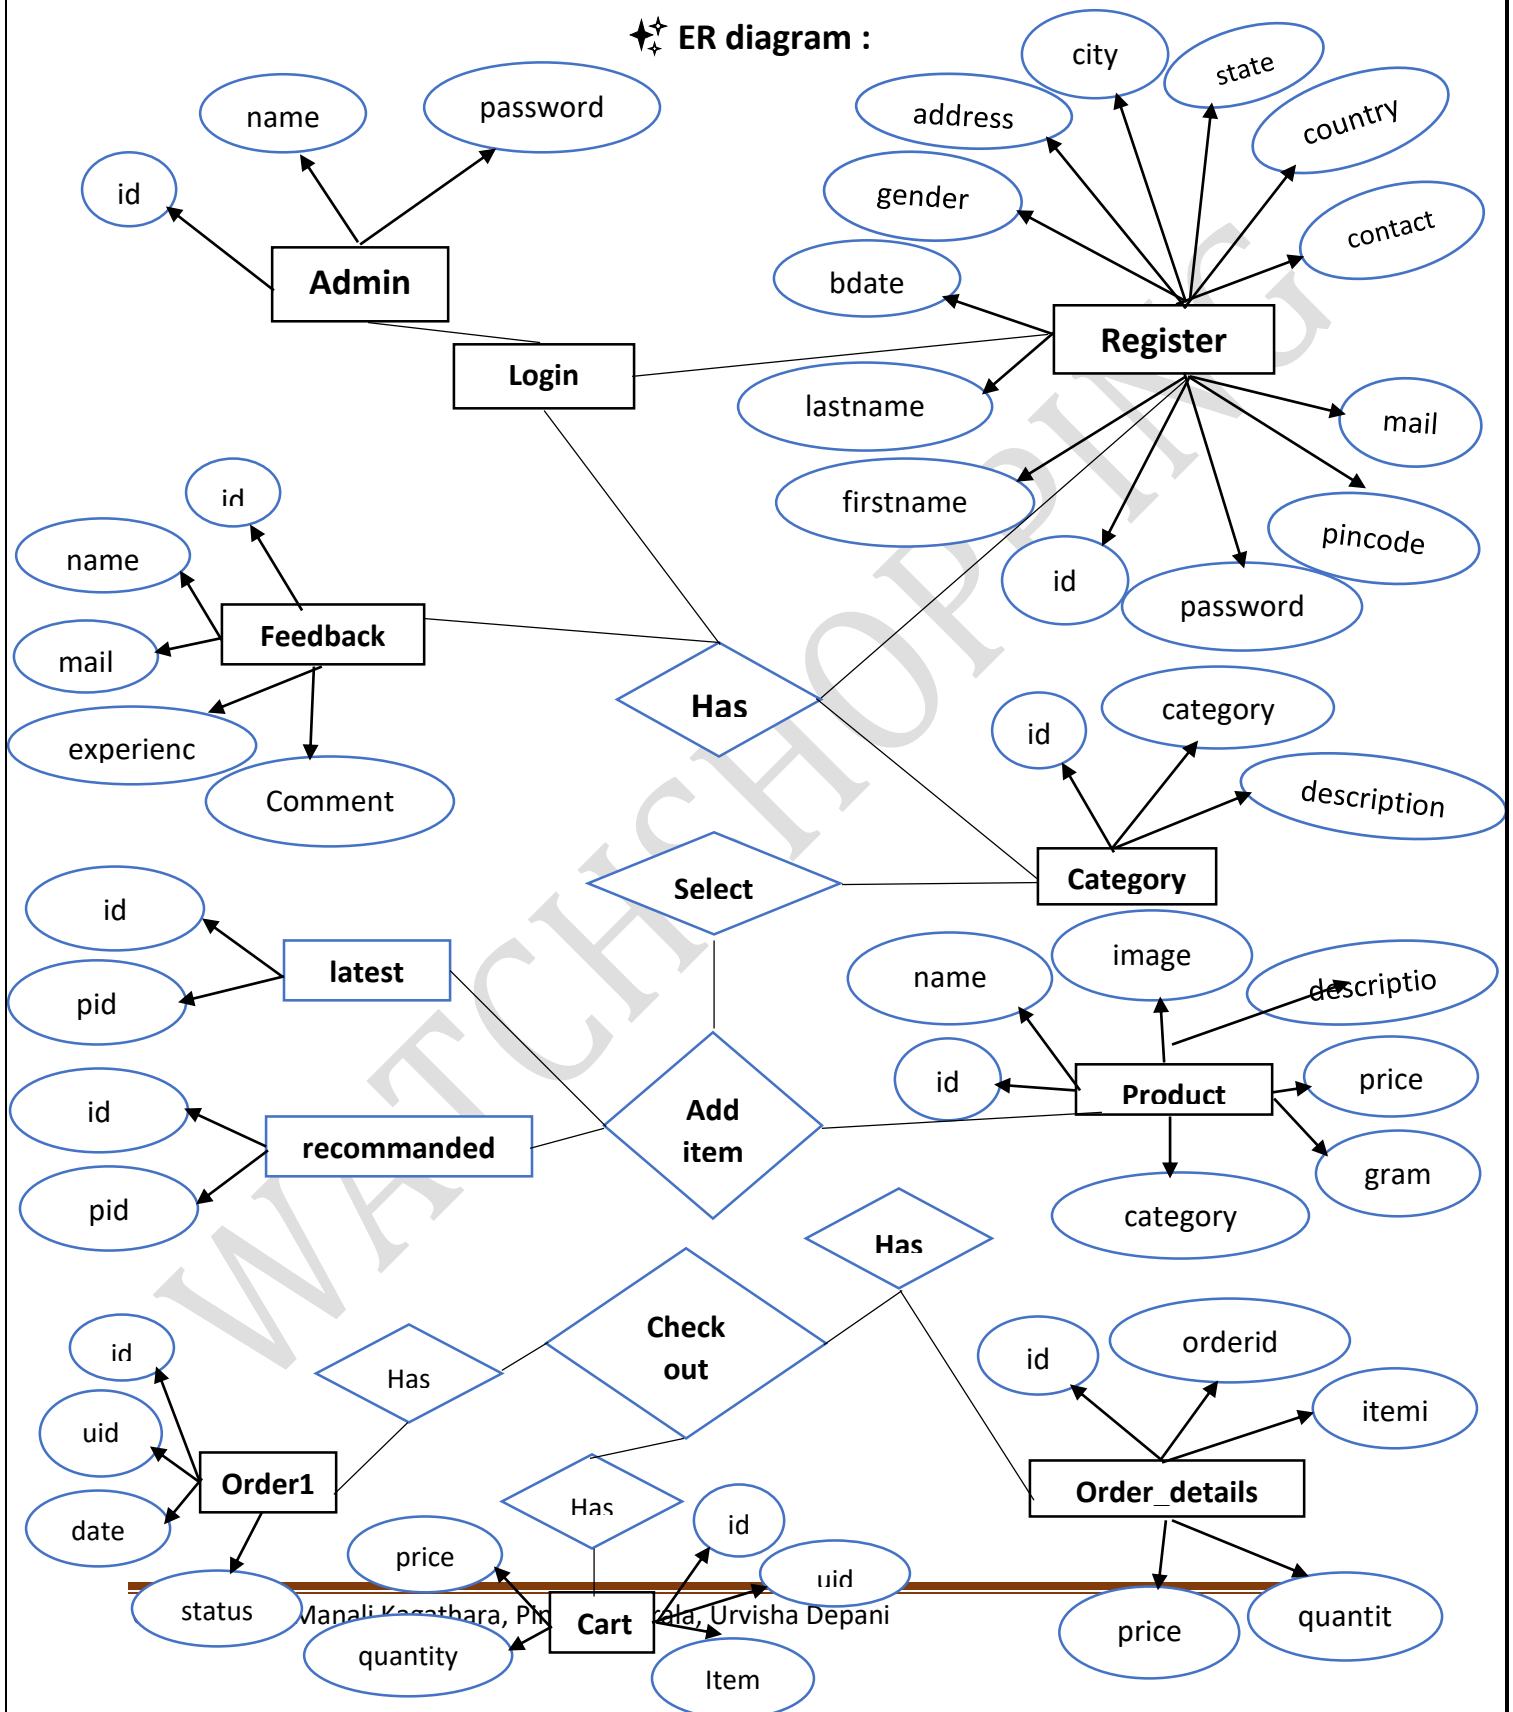 ER diagram :
city
state
name
password
address
country
id
gender
contact
Admin
bdate
Register
Login
lastname
mail
id
firstname
name
pincode
id
password
Feedback
mail
Has
category
id
experienc
description
Comment
Category
Select
id
image
name
descriptio
latest
pid
id
price
Product
id
Add
item
recommanded
gram
pid
category
Has
Check
out
id
Has
id
orderid
uid
itemi
Order1
Order_details
date
Has
id
price
uid
status
Manali Kagathara,
Cart
Urvisha Depani
quantity
price
quantit
Item
WATCHSHOPPING